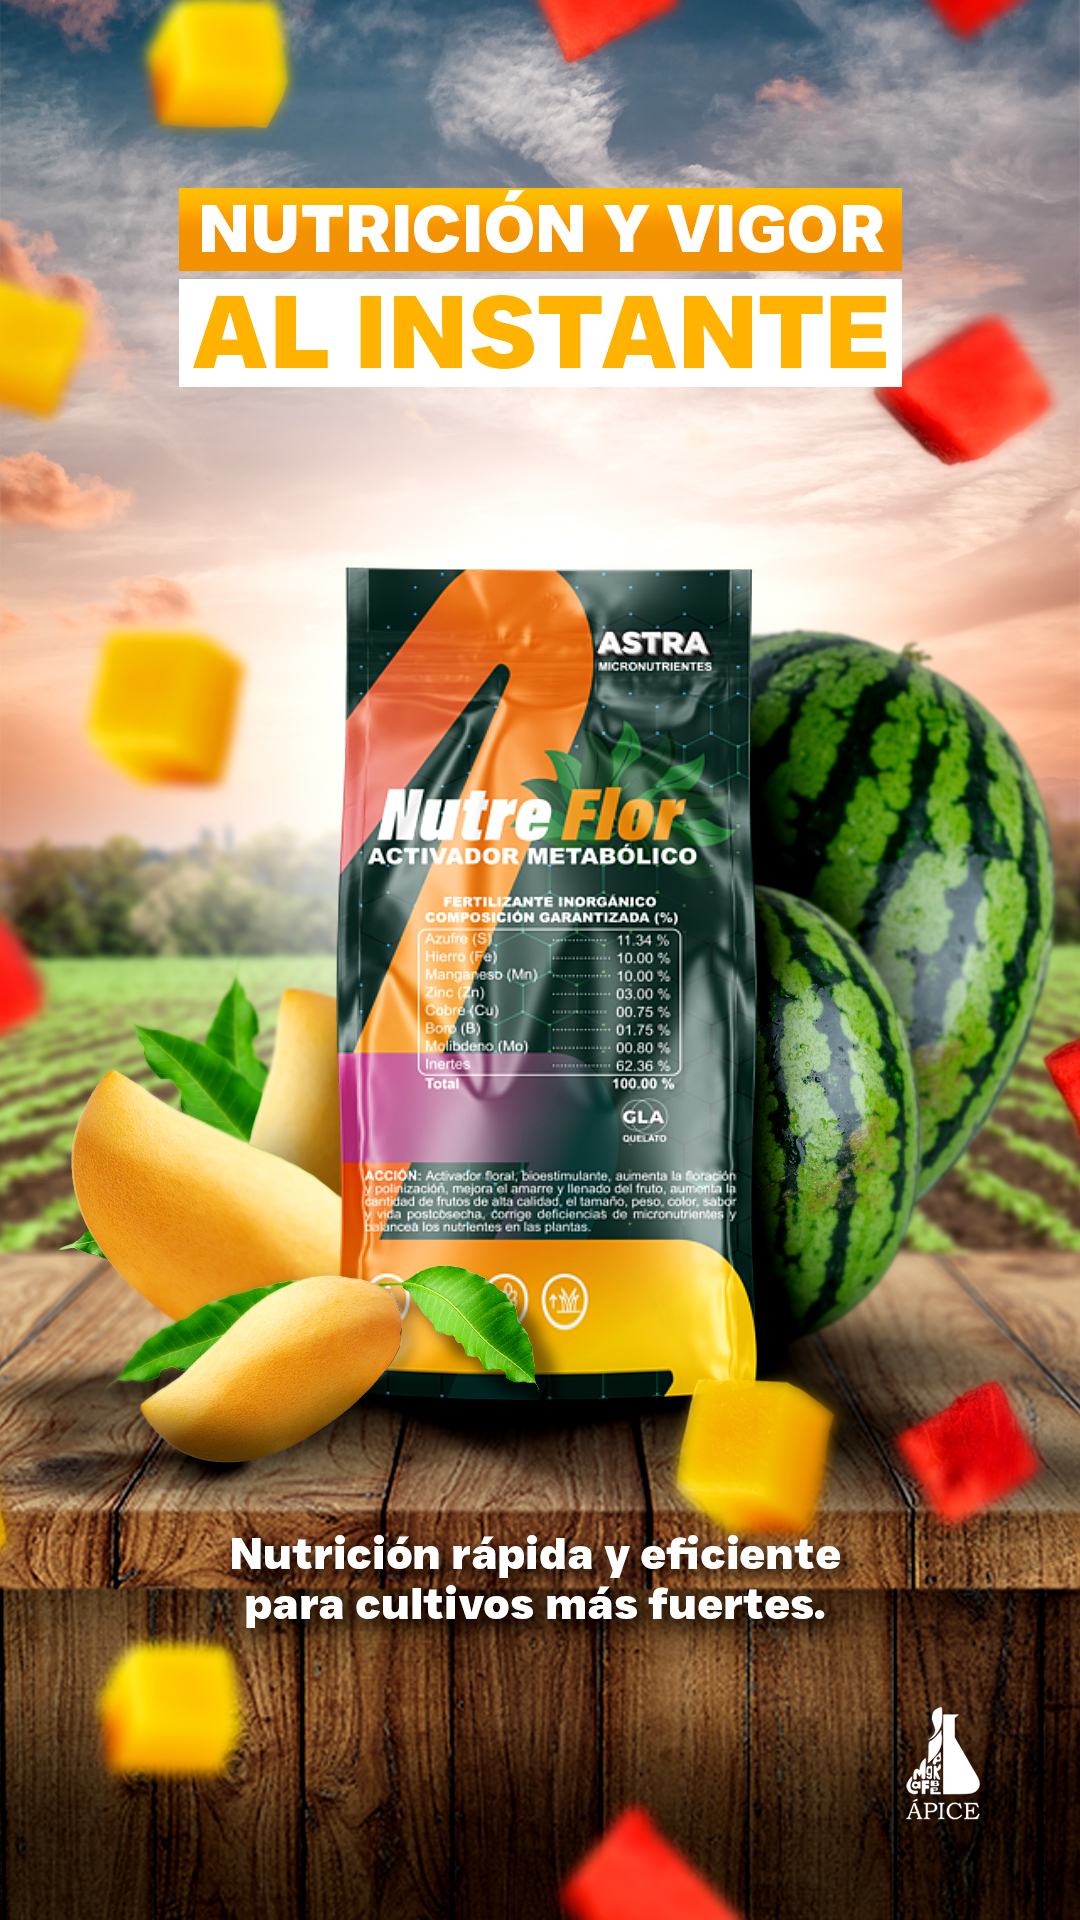 NUTRICIÓN Y VIGOR
AL INSTANTE
ASTRA
MICRONUTRIENTES
Nutre Flor
ACTIVADOR METABÓLICO
FERTILIZANTE INORGÁNICO
COMPOSICIÓN GARANTIZADA (%)
Azufre (S) 11.34 %
Hierro (Fe) 10.00 %
Manganeso (Mn) 10.00 %
Zinc (Zn) 03.00 %
Cobre (Cu) 00.75 %
Boro (B) 01.75 %
Molibdeno (Mo) 00.80 %
Inertes 62.36 %
Total 100.00 %
GLA
QUELATO
ACCIÓN: Activador floral, bioestimulante, aumenta la floración
y polinización, mejora el amarre y llenado del fruto, aumenta la
cantidad de frutos de alta calidad, el tamaño, peso, color, sabor
y vida postcosecha, corrige deficiencias de micronutrientes y
balancea los nutrientes en las plantas.
Nutrición rápida y eficiente
para cultivos más fuertes.
ÁPICE